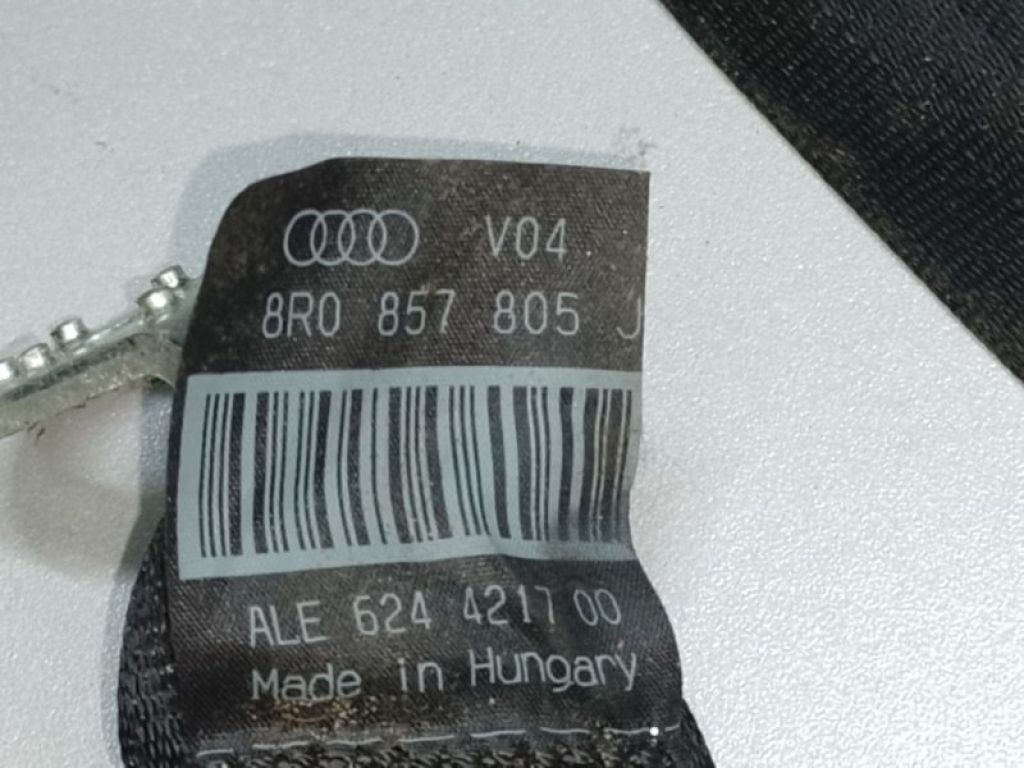 V04
8R0 857 805 J
ALE 624 4217 00
Made in Hungary